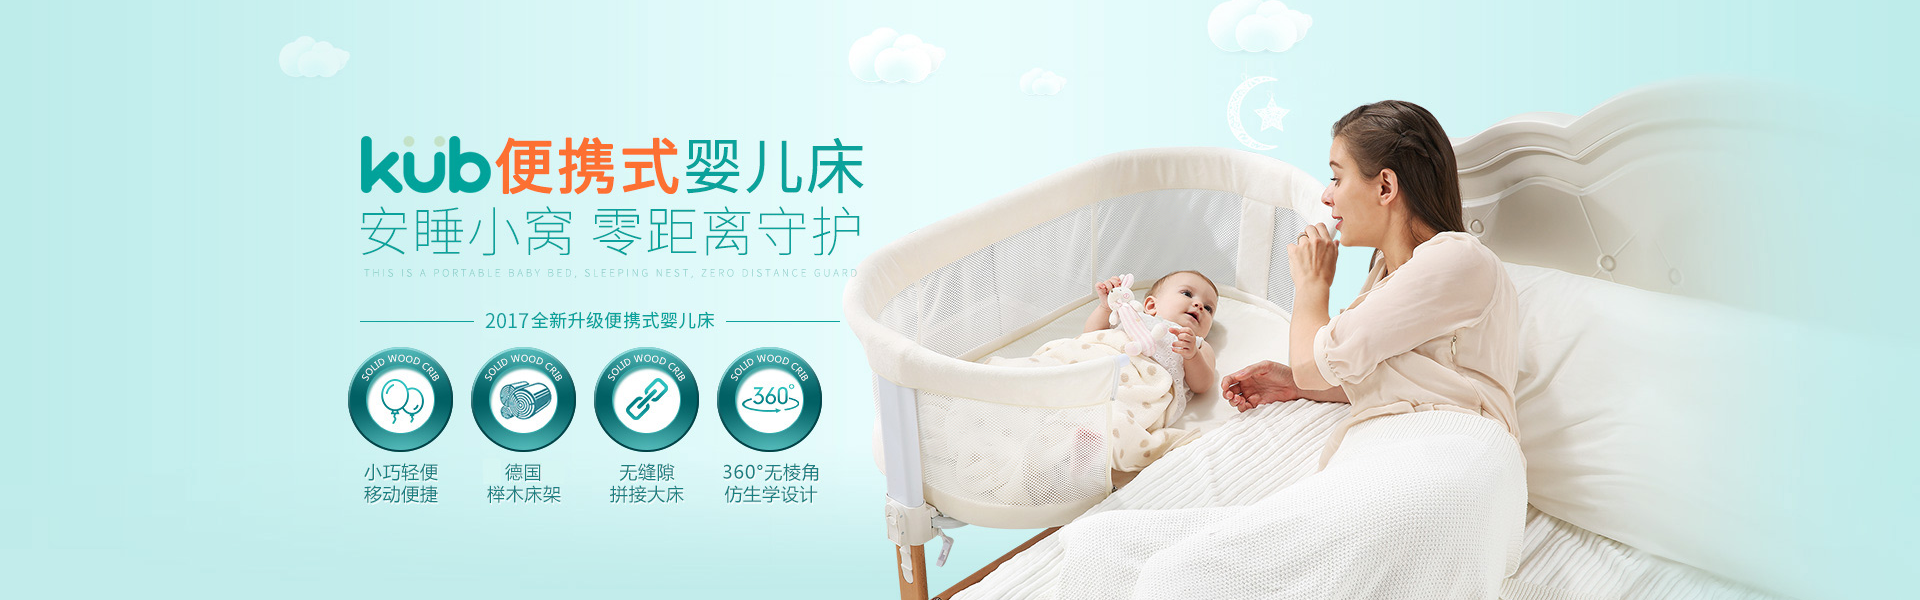 küb便携式婴儿床
安睡小窝 零距离守护
THIS IS A PORTABLE BABY BED, SLEEPING NEST, ZERO DISTANCE GUARD
2017全新升级便携式婴儿床
SOLID WOOD CRIB
SOLID WOOD CRIB
SOLID WOOD CRIB
SOLID WOOD CRIB
360°
小巧轻便
移动便捷
德国
榉木床架
无缝隙
拼接大床
360°无棱角
仿生学设计